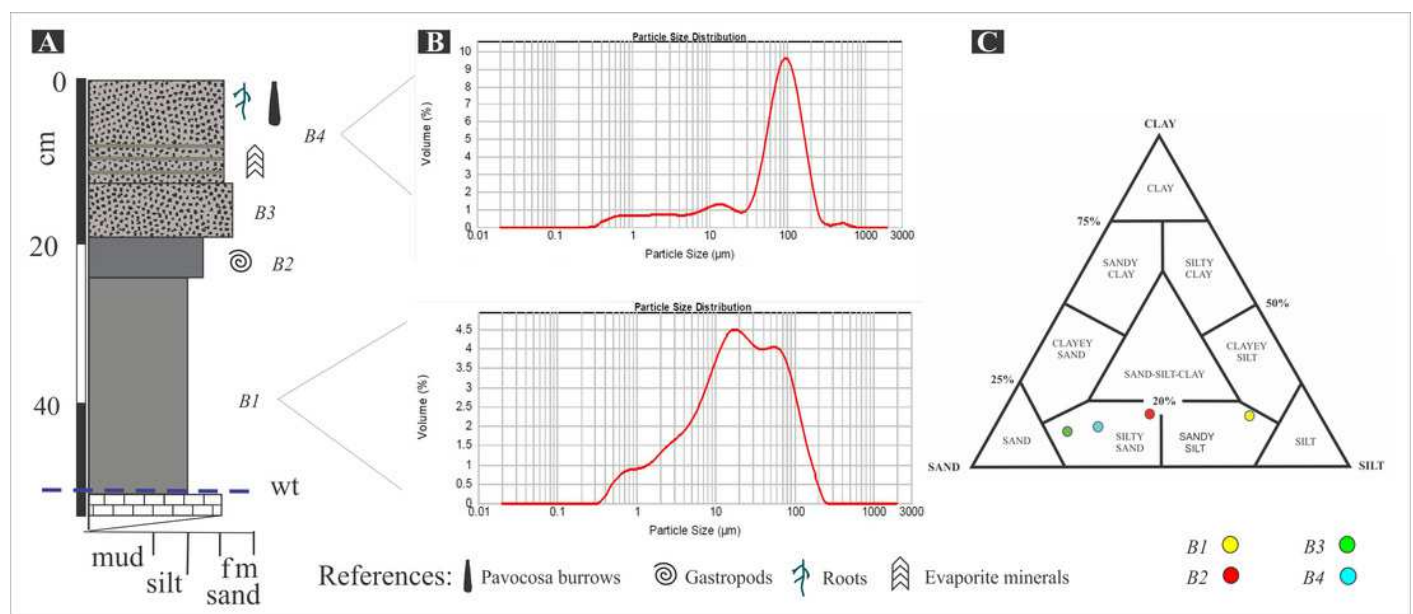 A
0
20
40
cm
B4
B3
B2
B1
wt
mud
silt
f m
sand
B
Particle Size Distribution
Volume (%)
10
9
8
7
6
5
4
3
2
1
0
0.01 0.1 1 10 100 1000 3000
Particle Size (µm)
Particle Size Distribution
Volume (%)
4.5
4
3.5
3
2.5
2
1.5
1
0.5
0
0.01 0.1 1 10 100 1000 3000
Particle Size (µm)
C
CLAY
CLAY
75%
SANDY
CLAY
SILTY
CLAY
50%
CLAYEY
SAND
CLAYEY
SILT
SAND-SILT-CLAY
25%
20%
SAND
SILTY
SAND
SANDY
SILT
SILT
SAND
SILT
B1 B3
B2 B4
References: Pavocosa burrows Gastropods Roots Evaporite minerals